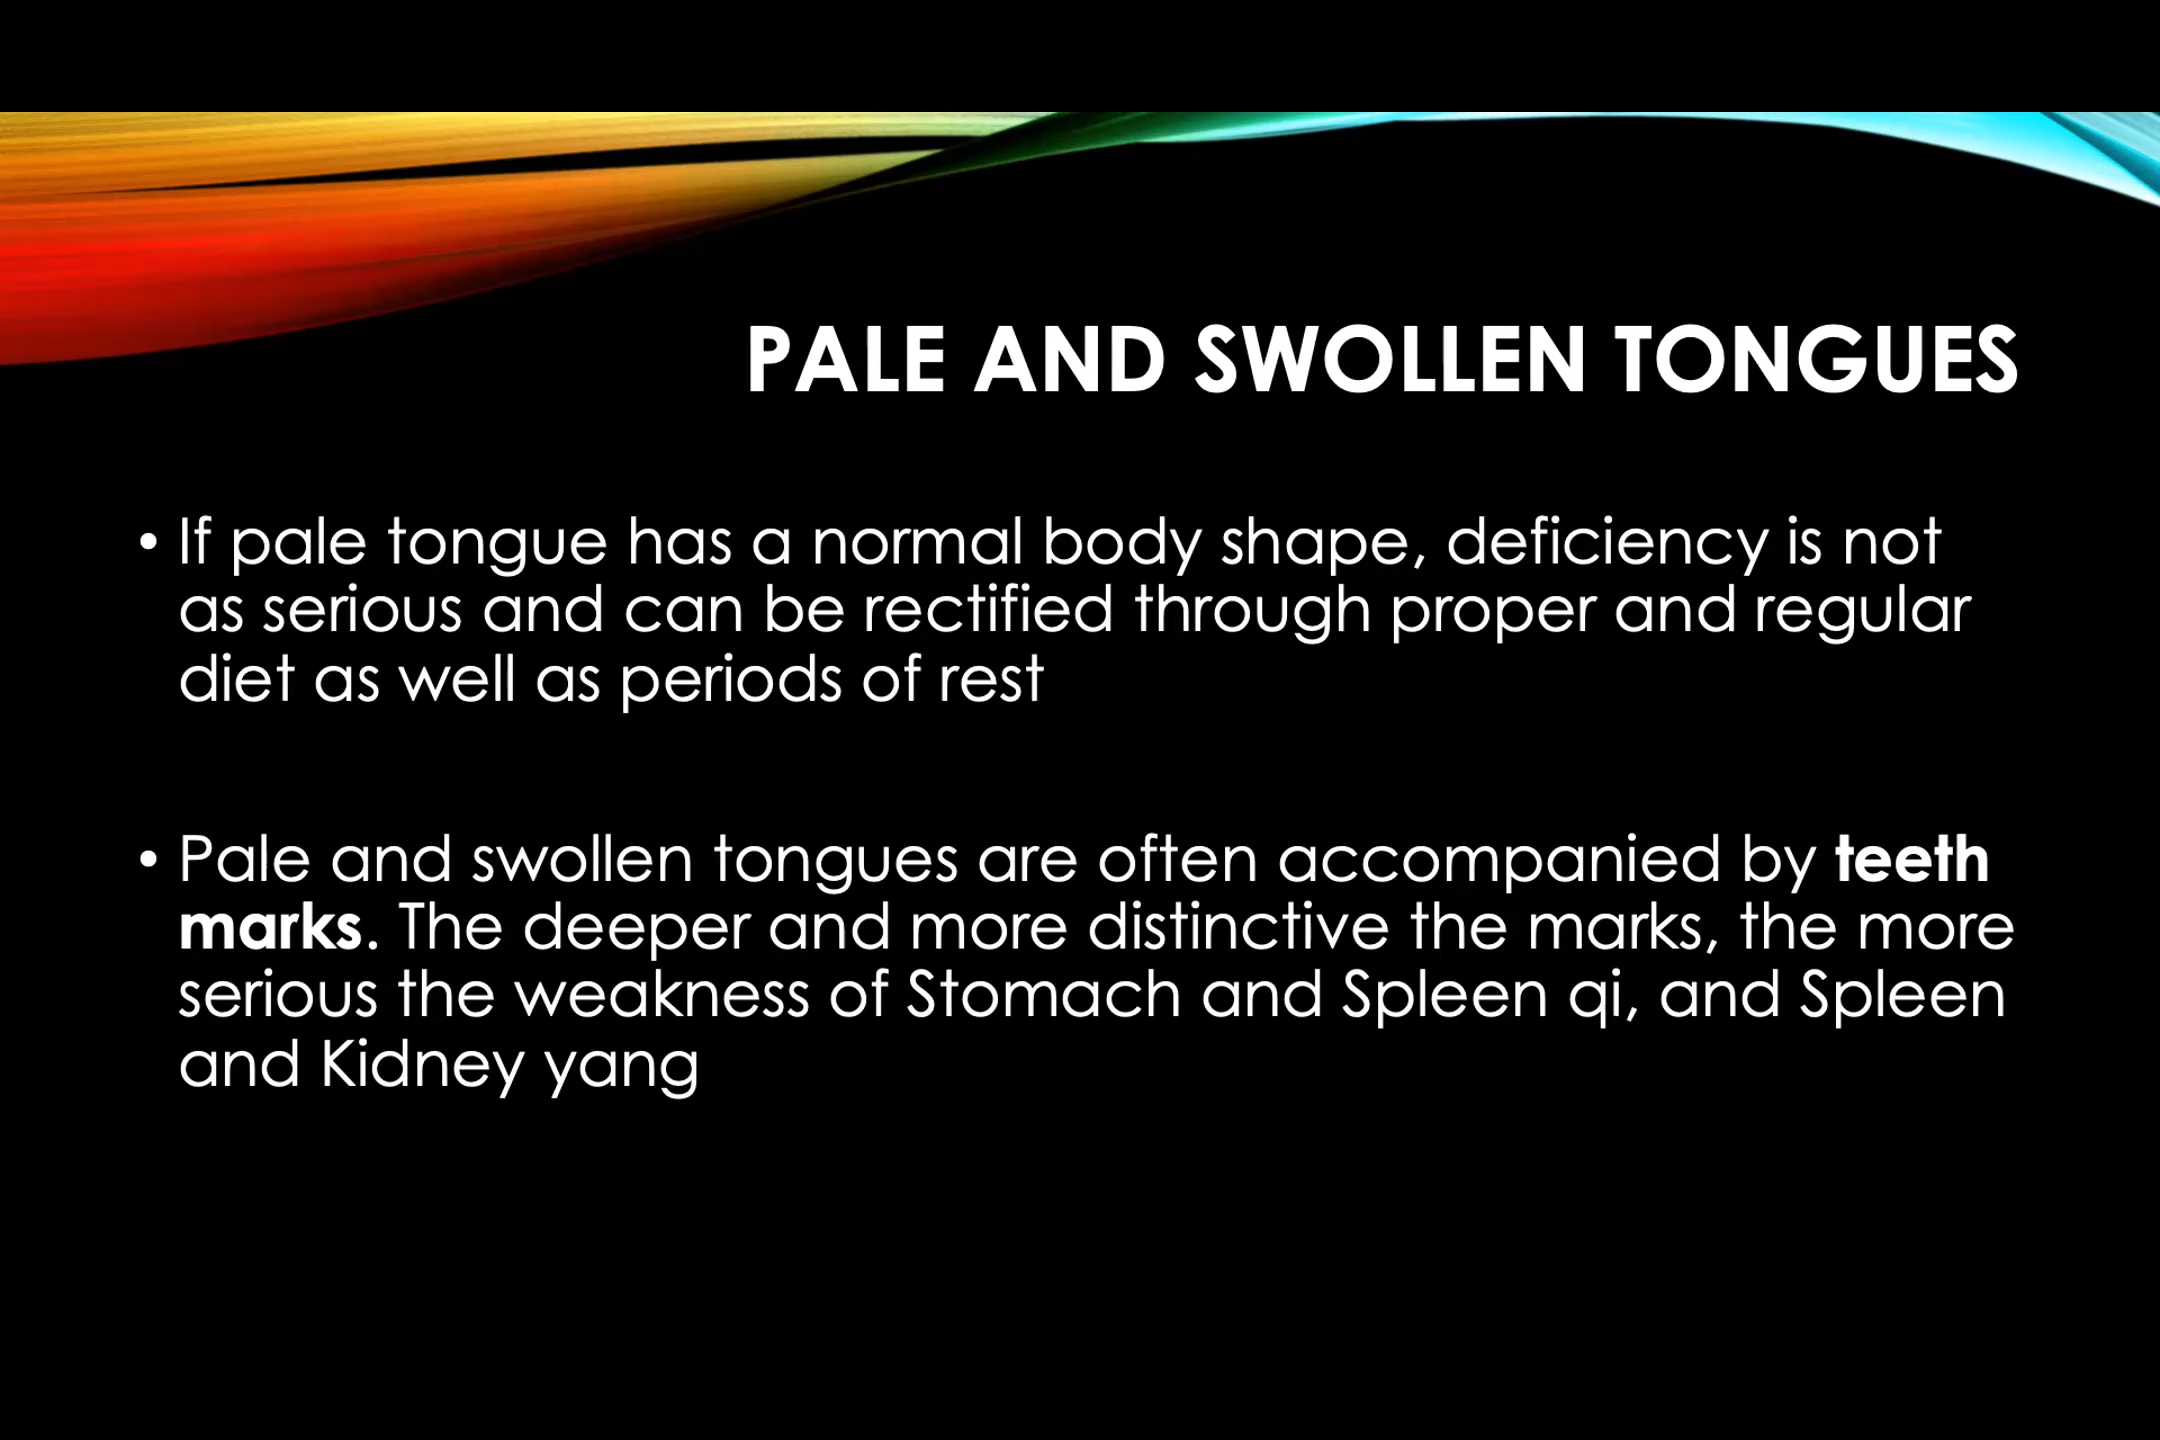 PALE AND SWOLLEN TONGUES
• If pale tongue has a normal body shape, deficiency is not
as serious and can be rectified through proper and regular
diet as well as periods of rest
• Pale and swollen tongues are often accompanied by teeth
marks. The deeper and more distinctive the marks, the more
serious the weakness of Stomach and Spleen qi, and Spleen
and Kidney yang